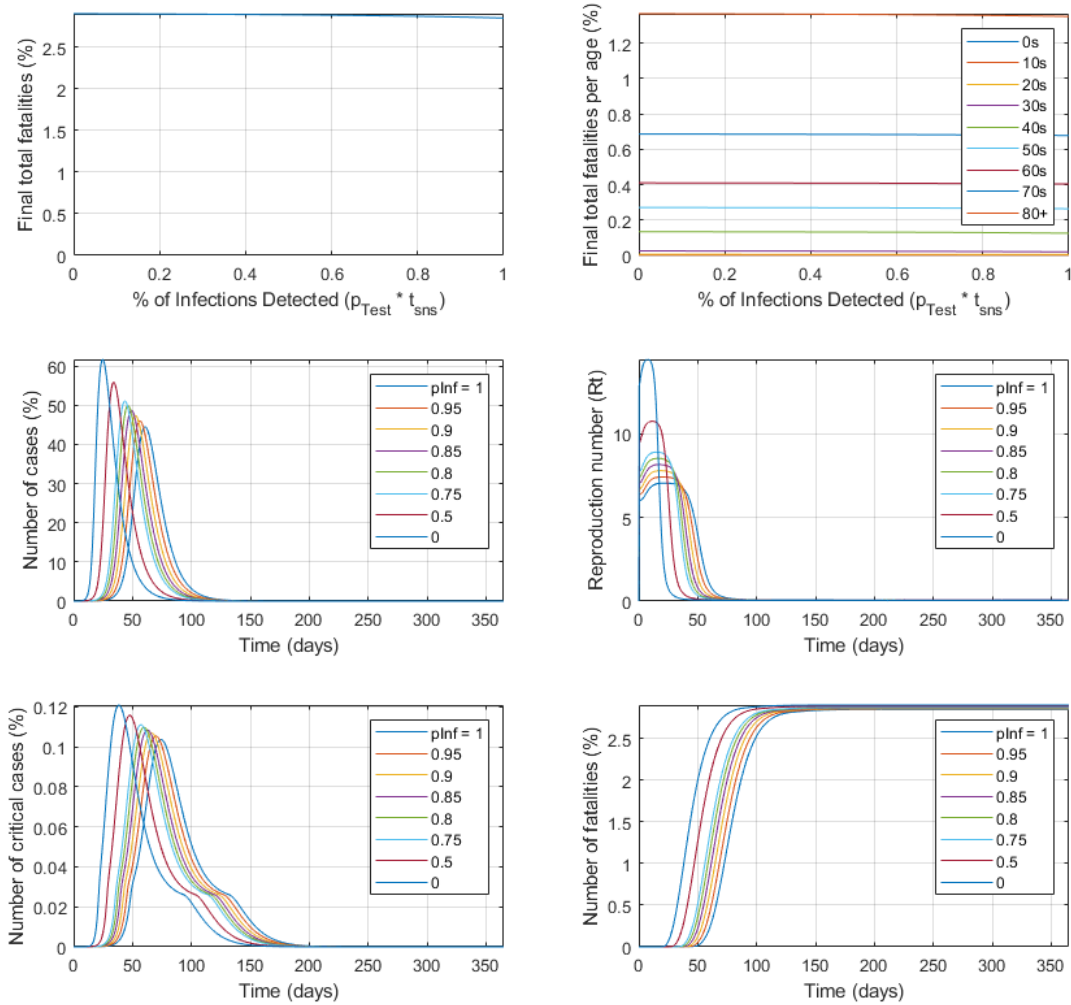 Final total fatalities (%)
2.5
2
1.5
1
0.5
0
0 0.2 0.4 0.6 0.8 1
% of Infections Detected (pTest * tsns)
Final total fatalities per age (%)
1.2
1
0.8
0.6
0.4
0.2
0
0 0.2 0.4 0.6 0.8 1
% of Infections Detected (pTest * tsns)
0s
10s
20s
30s
40s
50s
60s
70s
80+
Number of cases (%)
60
50
40
30
20
10
0
0 50 100 150 200 250 300 350
Time (days)
pInf = 1
0.95
0.9
0.85
0.8
0.75
0.5
0
Reproduction number (Rt)
10
5
0
0 50 100 150 200 250 300 350
Time (days)
pInf = 1
0.95
0.9
0.85
0.8
0.75
0.5
0
Number of critical cases (%)
0.12
0.1
0.08
0.06
0.04
0.02
0
0 50 100 150 200 250 300 350
Time (days)
pInf = 1
0.95
0.9
0.85
0.8
0.75
0.5
0
Number of fatalities (%)
2.5
2
1.5
1
0.5
0
0 50 100 150 200 250 300 350
Time (days)
pInf = 1
0.95
0.9
0.85
0.8
0.75
0.5
0